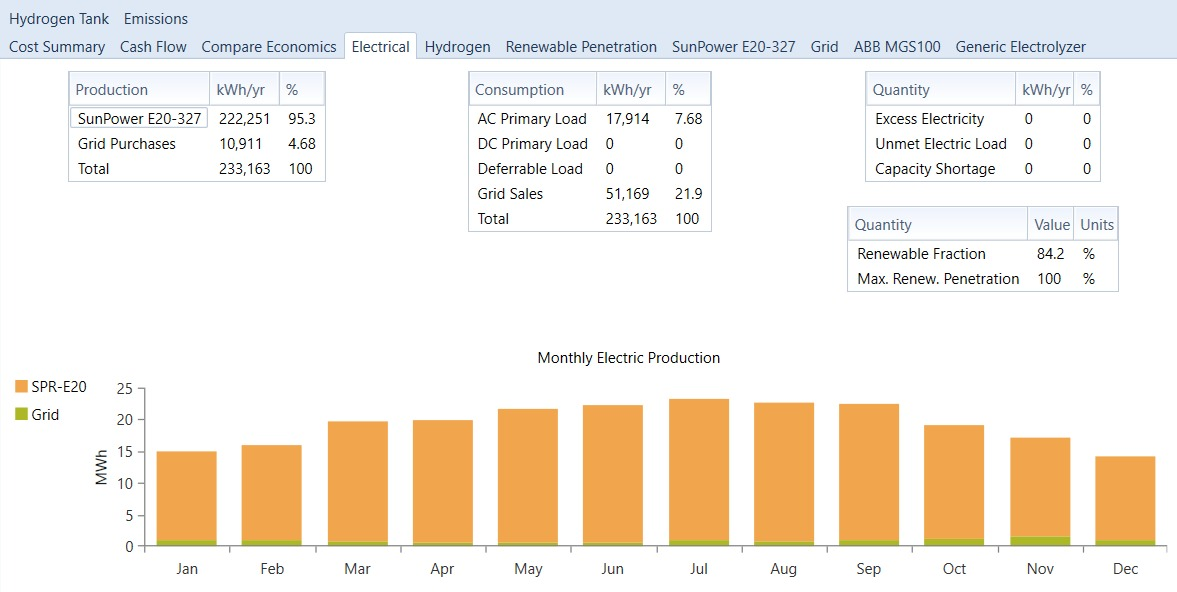 Hydrogen Tank Emissions
Cost Summary Cash Flow Compare Economics Electrical Hydrogen Renewable Penetration SunPower E20-327 Grid ABB MGS100 Generic Electrolyzer
Production kWh/yr %
SunPower E20-327 222,251 95.3
Grid Purchases 10,911 4.68
Total 233,163 100
Consumption kWh/yr %
AC Primary Load 17,914 7.68
DC Primary Load 0 0
Deferrable Load 0 0
Grid Sales 51,169 21.9
Total 233,163 100
Quantity kWh/yr %
Excess Electricity 0 0
Unmet Electric Load 0 0
Capacity Shortage 0 0
Quantity Value Units
Renewable Fraction 84.2 %
Max. Renew. Penetration 100 %
Monthly Electric Production
SPR-E20
Grid
MWh
25
20
15
10
5
0
Jan Feb Mar Apr May Jun Jul Aug Sep Oct Nov Dec